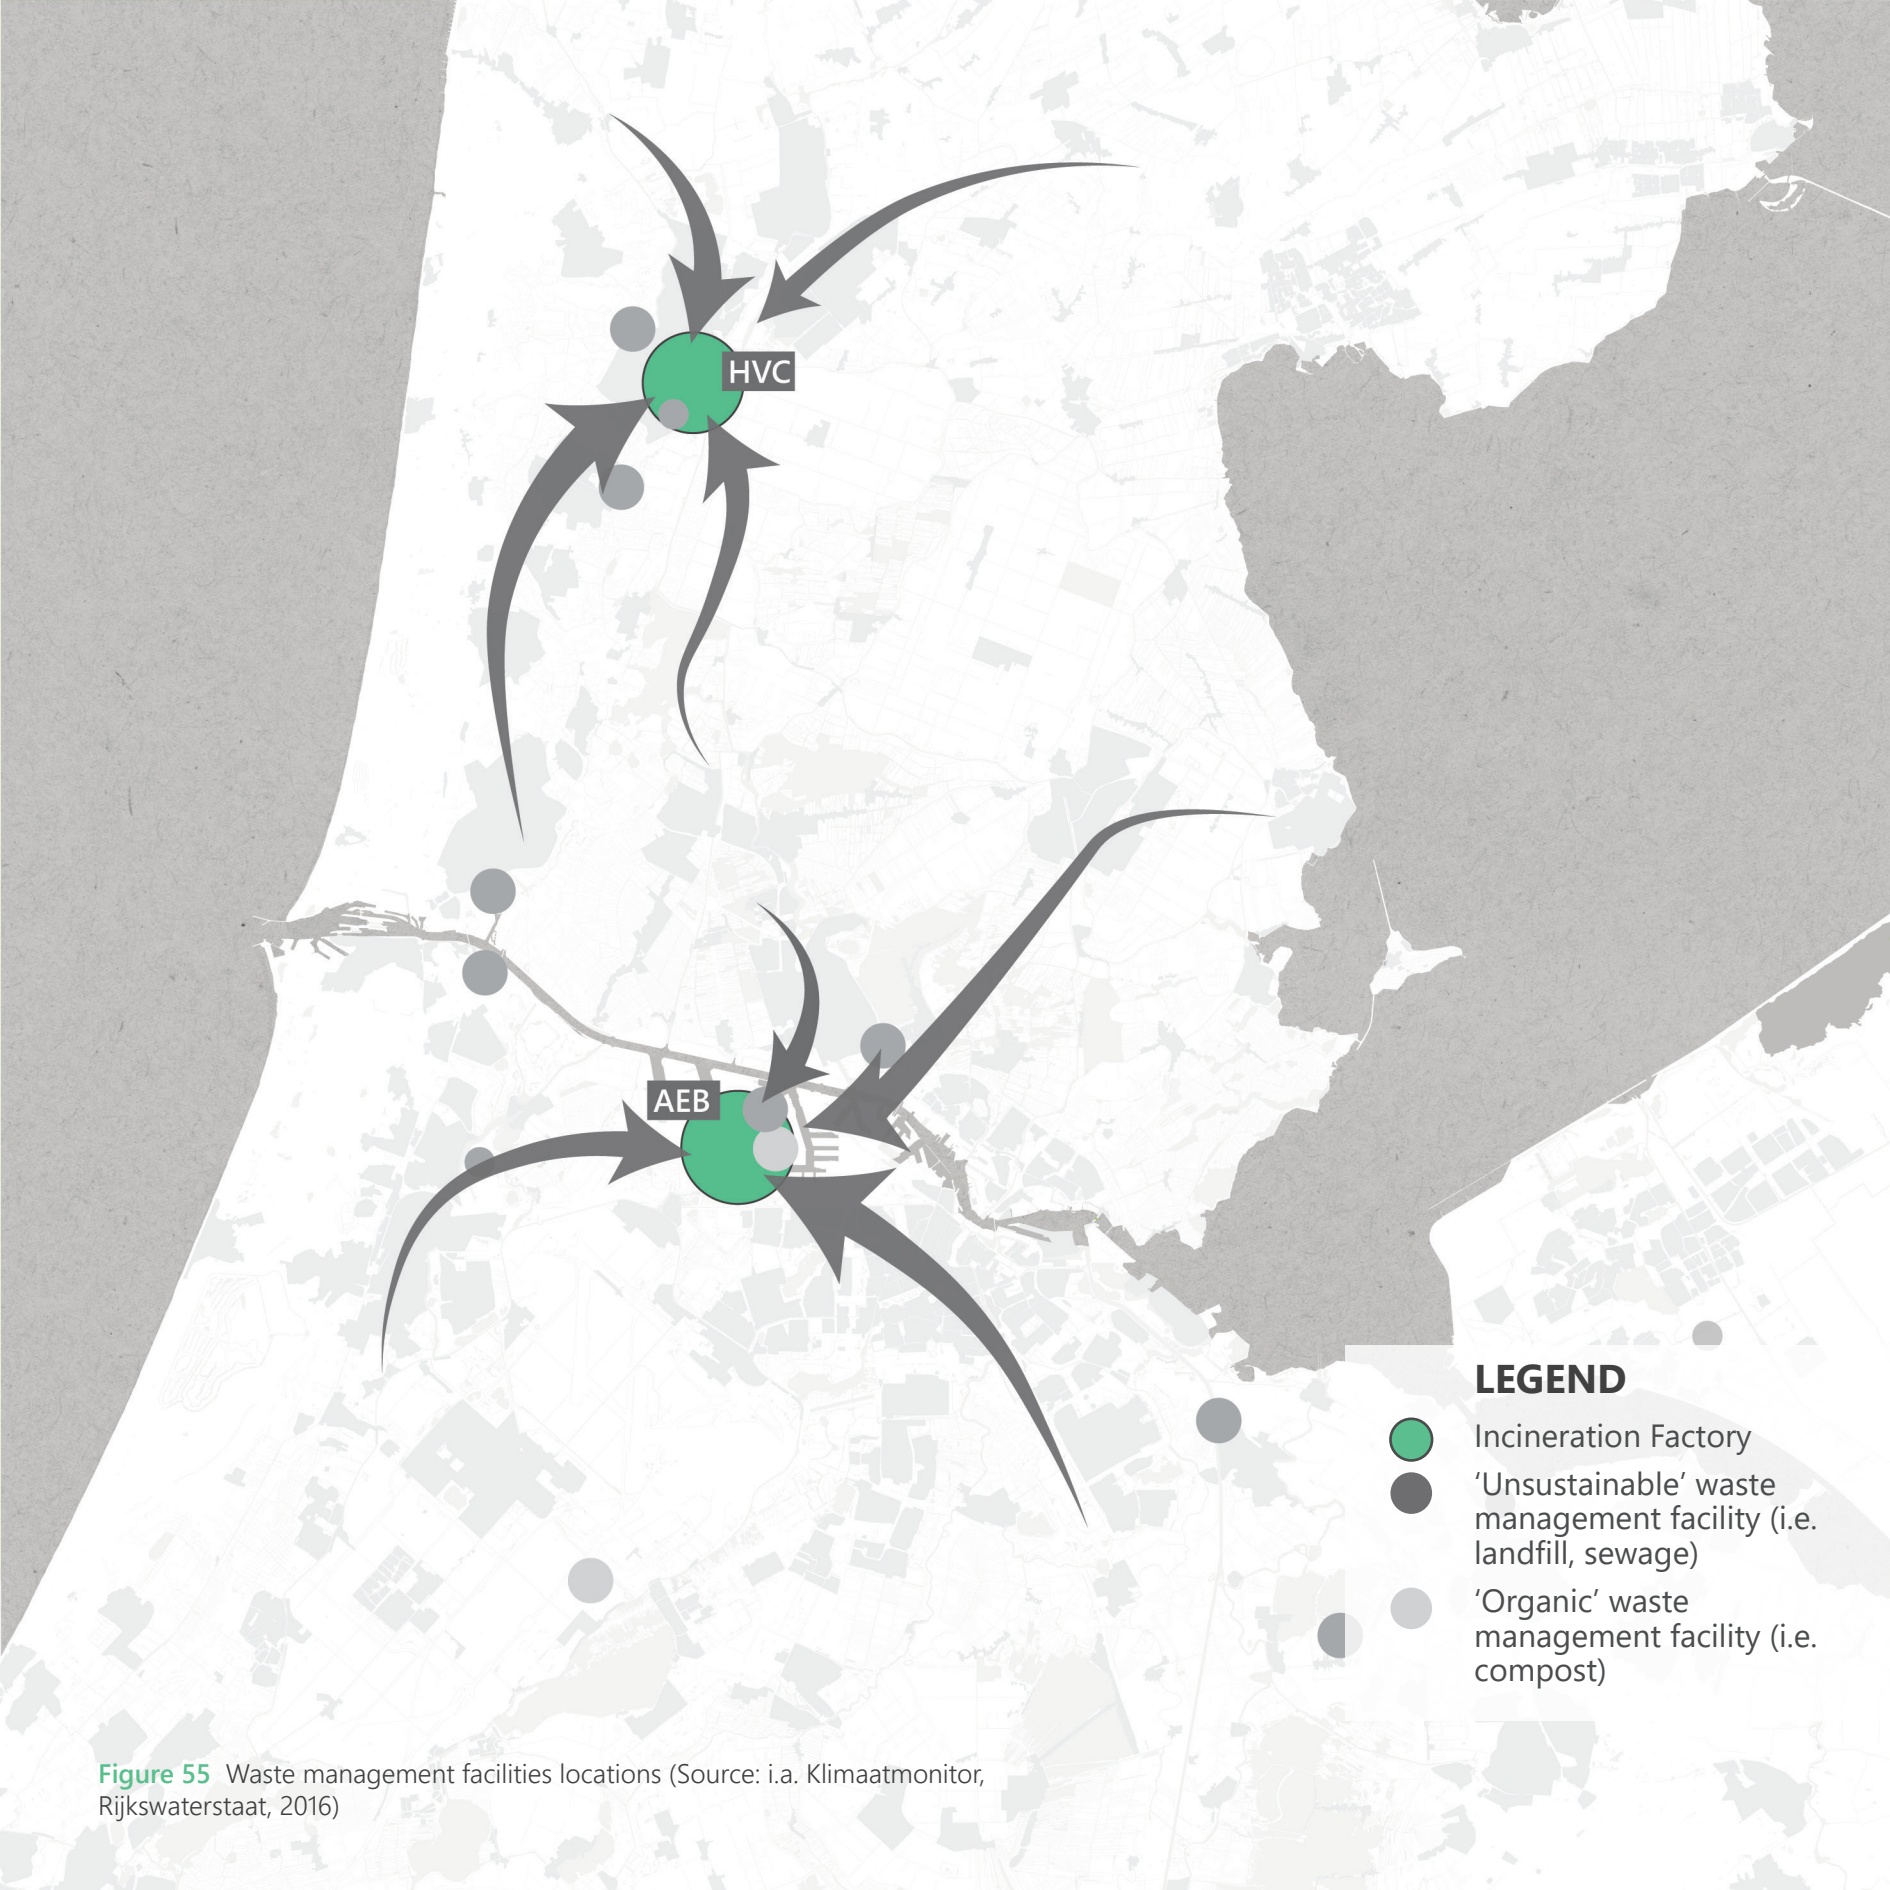 HVC
AEB
LEGEND
Incineration Factory
‘Unsustainable’ waste
management facility (i.e.
landfill, sewage)
‘Organic’ waste
management facility (i.e.
compost)
Figure 55 Waste management facilities locations (Source: i.a. Klimaatmonitor,
Rijkswaterstaat, 2016)